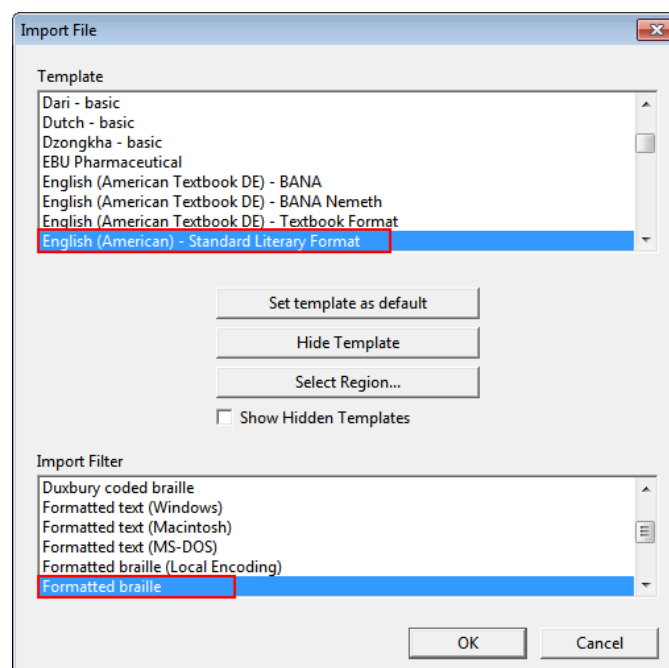 Import File
Template
Dari - basic
Dutch - basic
Dzongkha - basic
EBU Pharmaceutical
English (American Textbook DE) - BANA
English (American Textbook DE) - BANA Nemeth
English (American Textbook DE) - Textbook Format
English (American) - Standard Literary Format
Set template as default
Hide Template
Select Region...
Show Hidden Templates
Import Filter
Duxbury coded braille
Formatted text (Windows)
Formatted text (Macintosh)
Formatted text (MS-DOS)
Formatted braille (Local Encoding)
Formatted braille
OK Cancel